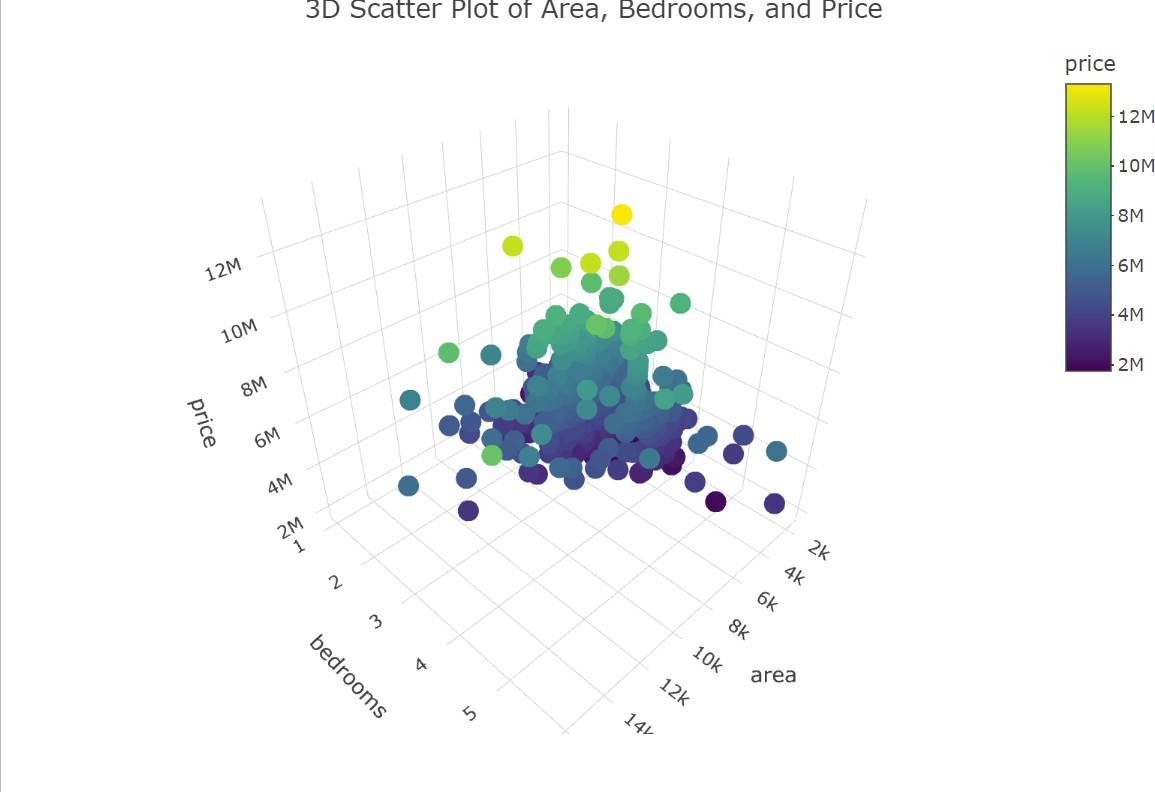 3D Scatter Plot of Area, Bedrooms, and Price
price
12M
10M
8M
6M
4M
2M
12M
10M
8M
6M
4M
2M
price
1
2
3
4
5
bedrooms
2k
4k
6k
8k
10k
12k
14k
area